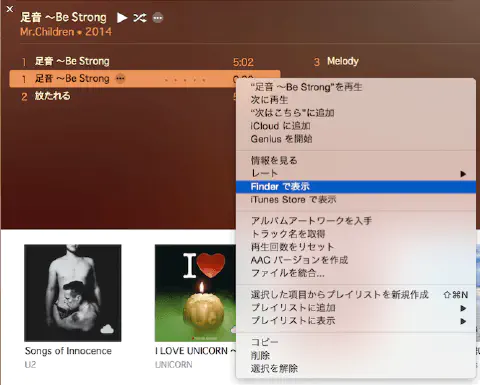 足音 ～Be Strong
Mr.Children • 2014
1 足音 ～Be Strong 5:02
3 Melody
1 足音 ～Be Strong
2 放たれる
"足音 ～Be Strong"を再生
次に再生
"次はこちら"に追加
iCloud に追加
Genius を開始
情報を見る
レート
Finder で表示
iTunes Store で表示
アルバムアートワークを入手
トラック名を取得
再生回数をリセット
AAC バージョンを作成
ファイルを統合...
選択した項目からプレイリストを新規作成 ⇧⌘N
プレイリストに追加
プレイリストに表示
コピー
削除
選択を解除
I
Songs of Innocence
U2
I LOVE UNICORN ～
UNICORN